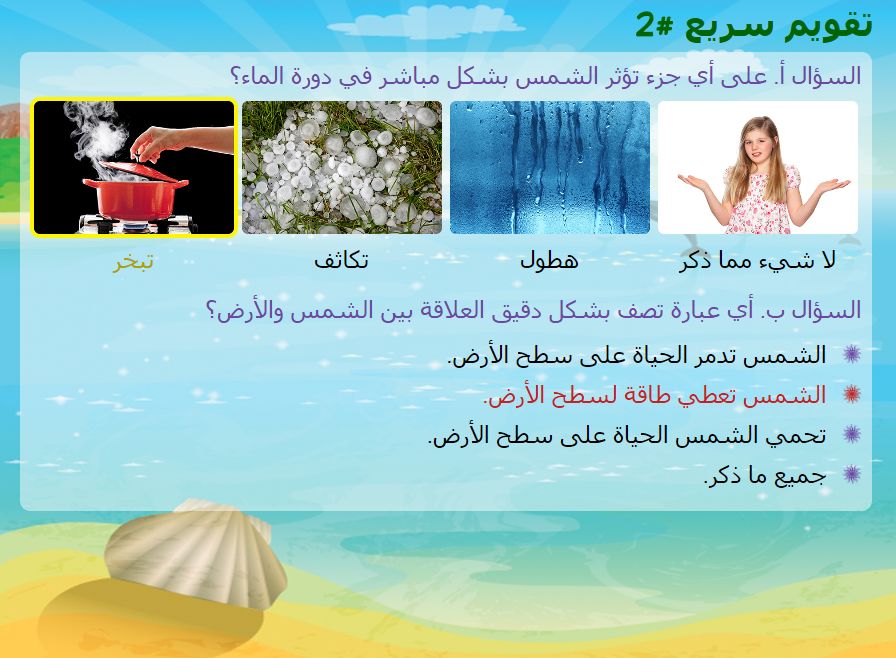 تقويم سريع #2
السؤال أ. على أي جزء تؤثر الشمس بشكل مباشر في دورة الماء؟
لا شيء مما ذكر
هطول
تكاثف
تبخر
السؤال ب. أي عبارة تصف بشكل دقيق العلاقة بين الشمس والأرض؟
الشمس تدمر الحياة على سطح الأرض.
الشمس تعطي طاقة لسطح الأرض.
تحمي الشمس الحياة على سطح الأرض.
جميع ما ذكر.